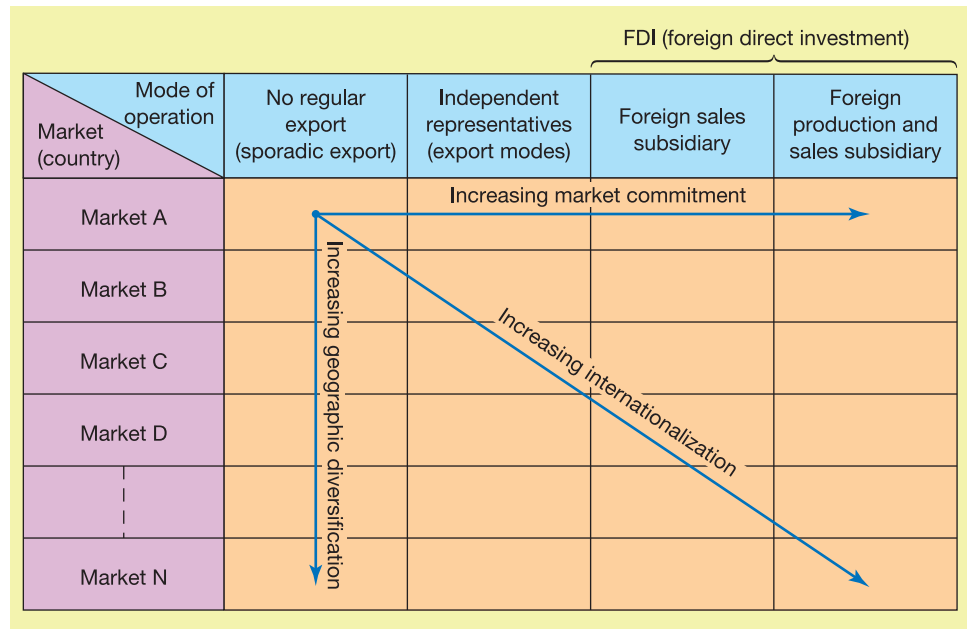 FDI (foreign direct investment)
Mode of
operation
Market
(country)
No regular
export
(sporadic export)
Independent
representatives
(export modes)
Foreign sales
subsidiary
Foreign
production and
sales subsidiary
Market A
Increasing market commitment
Market B
Market C
Market D
Market N
Increasing geographic diversification
Increasing internationalization